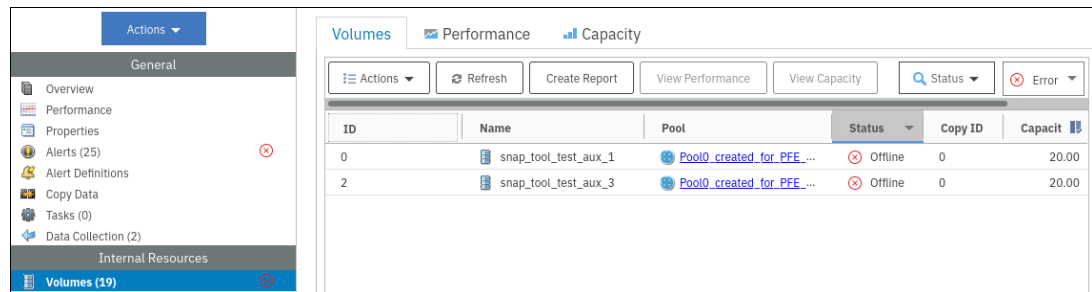 Actions
General
Overview
Performance
Properties
Alerts (25)
Alert Definitions
Copy Data
Tasks (0)
Data Collection (2)
Internal Resources
Volumes (19)
Volumes Performance Capacity
Actions Refresh Create Report View Performance View Capacity Status Error
ID Name Pool Status Copy ID Capacit
0 snap_tool_test_aux_1 Pool0_created_for_PFE_... Offline 0 20.00
2 snap_tool_test_aux_3 Pool0_created_for_PFE_... Offline 0 20.00